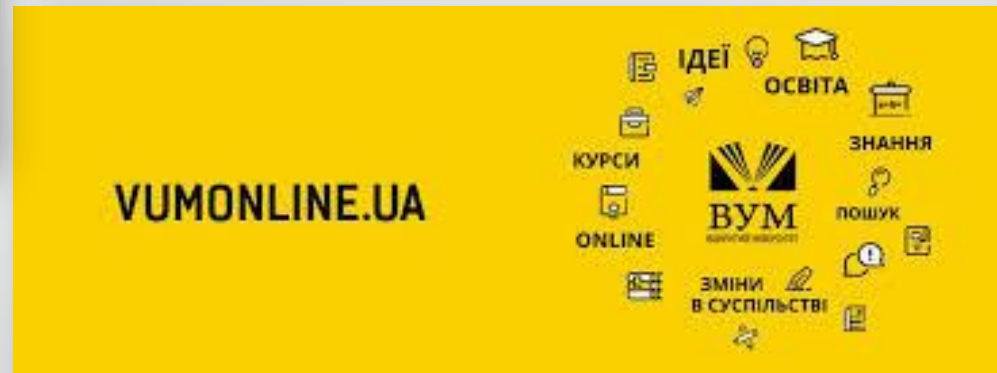 VUMONLINE.UA
ІДЕЇ
ОСВІТА
ЗНАННЯ
КУРСИ
ВУМ
ПОШУК
ONLINE
ЗМІНИ
В СУСПІЛЬСТВІ